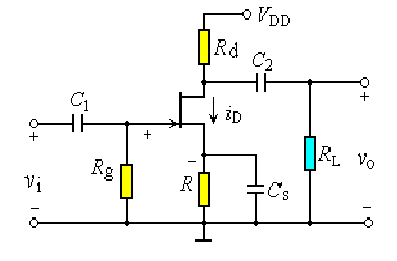 V_DD
R_d
C_2
C_1
i_D
+
+
+
−
R_g
R
C_s
R_L
v_i
v_o
−
−